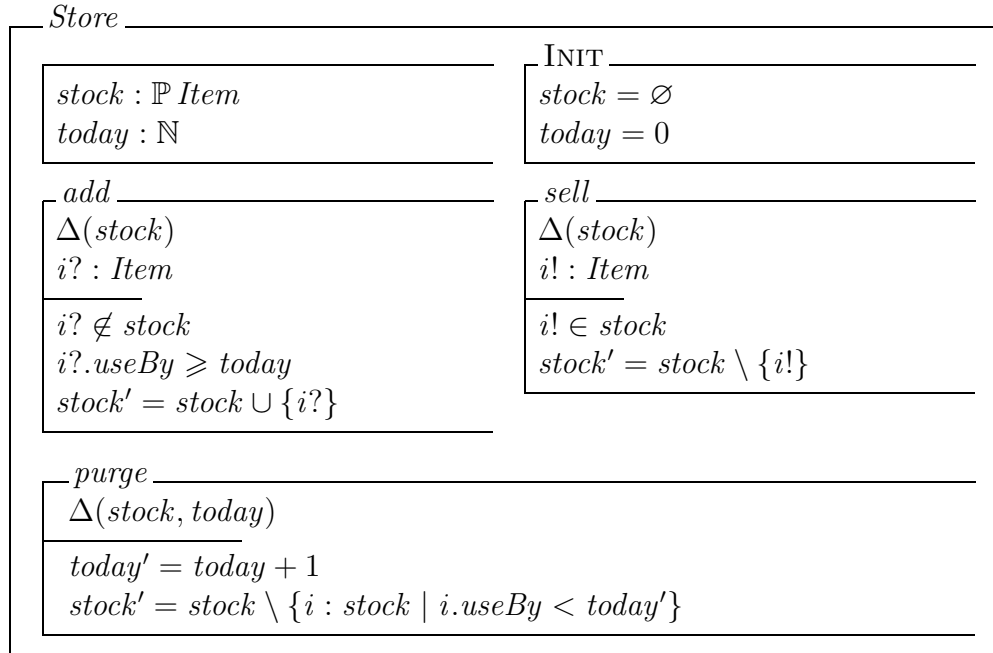 Store
stock : ℙ Item
today : ℕ
INIT
stock = ∅
today = 0
add
Δ(stock)
i? : Item
i? ∉ stock
i?.useBy ⩾ today
stock′ = stock ∪ {i?}
sell
Δ(stock)
i! : Item
i! ∈ stock
stock′ = stock \ {i!}
purge
Δ(stock, today)
today′ = today + 1
stock′ = stock \ {i : stock | i.useBy < today′}